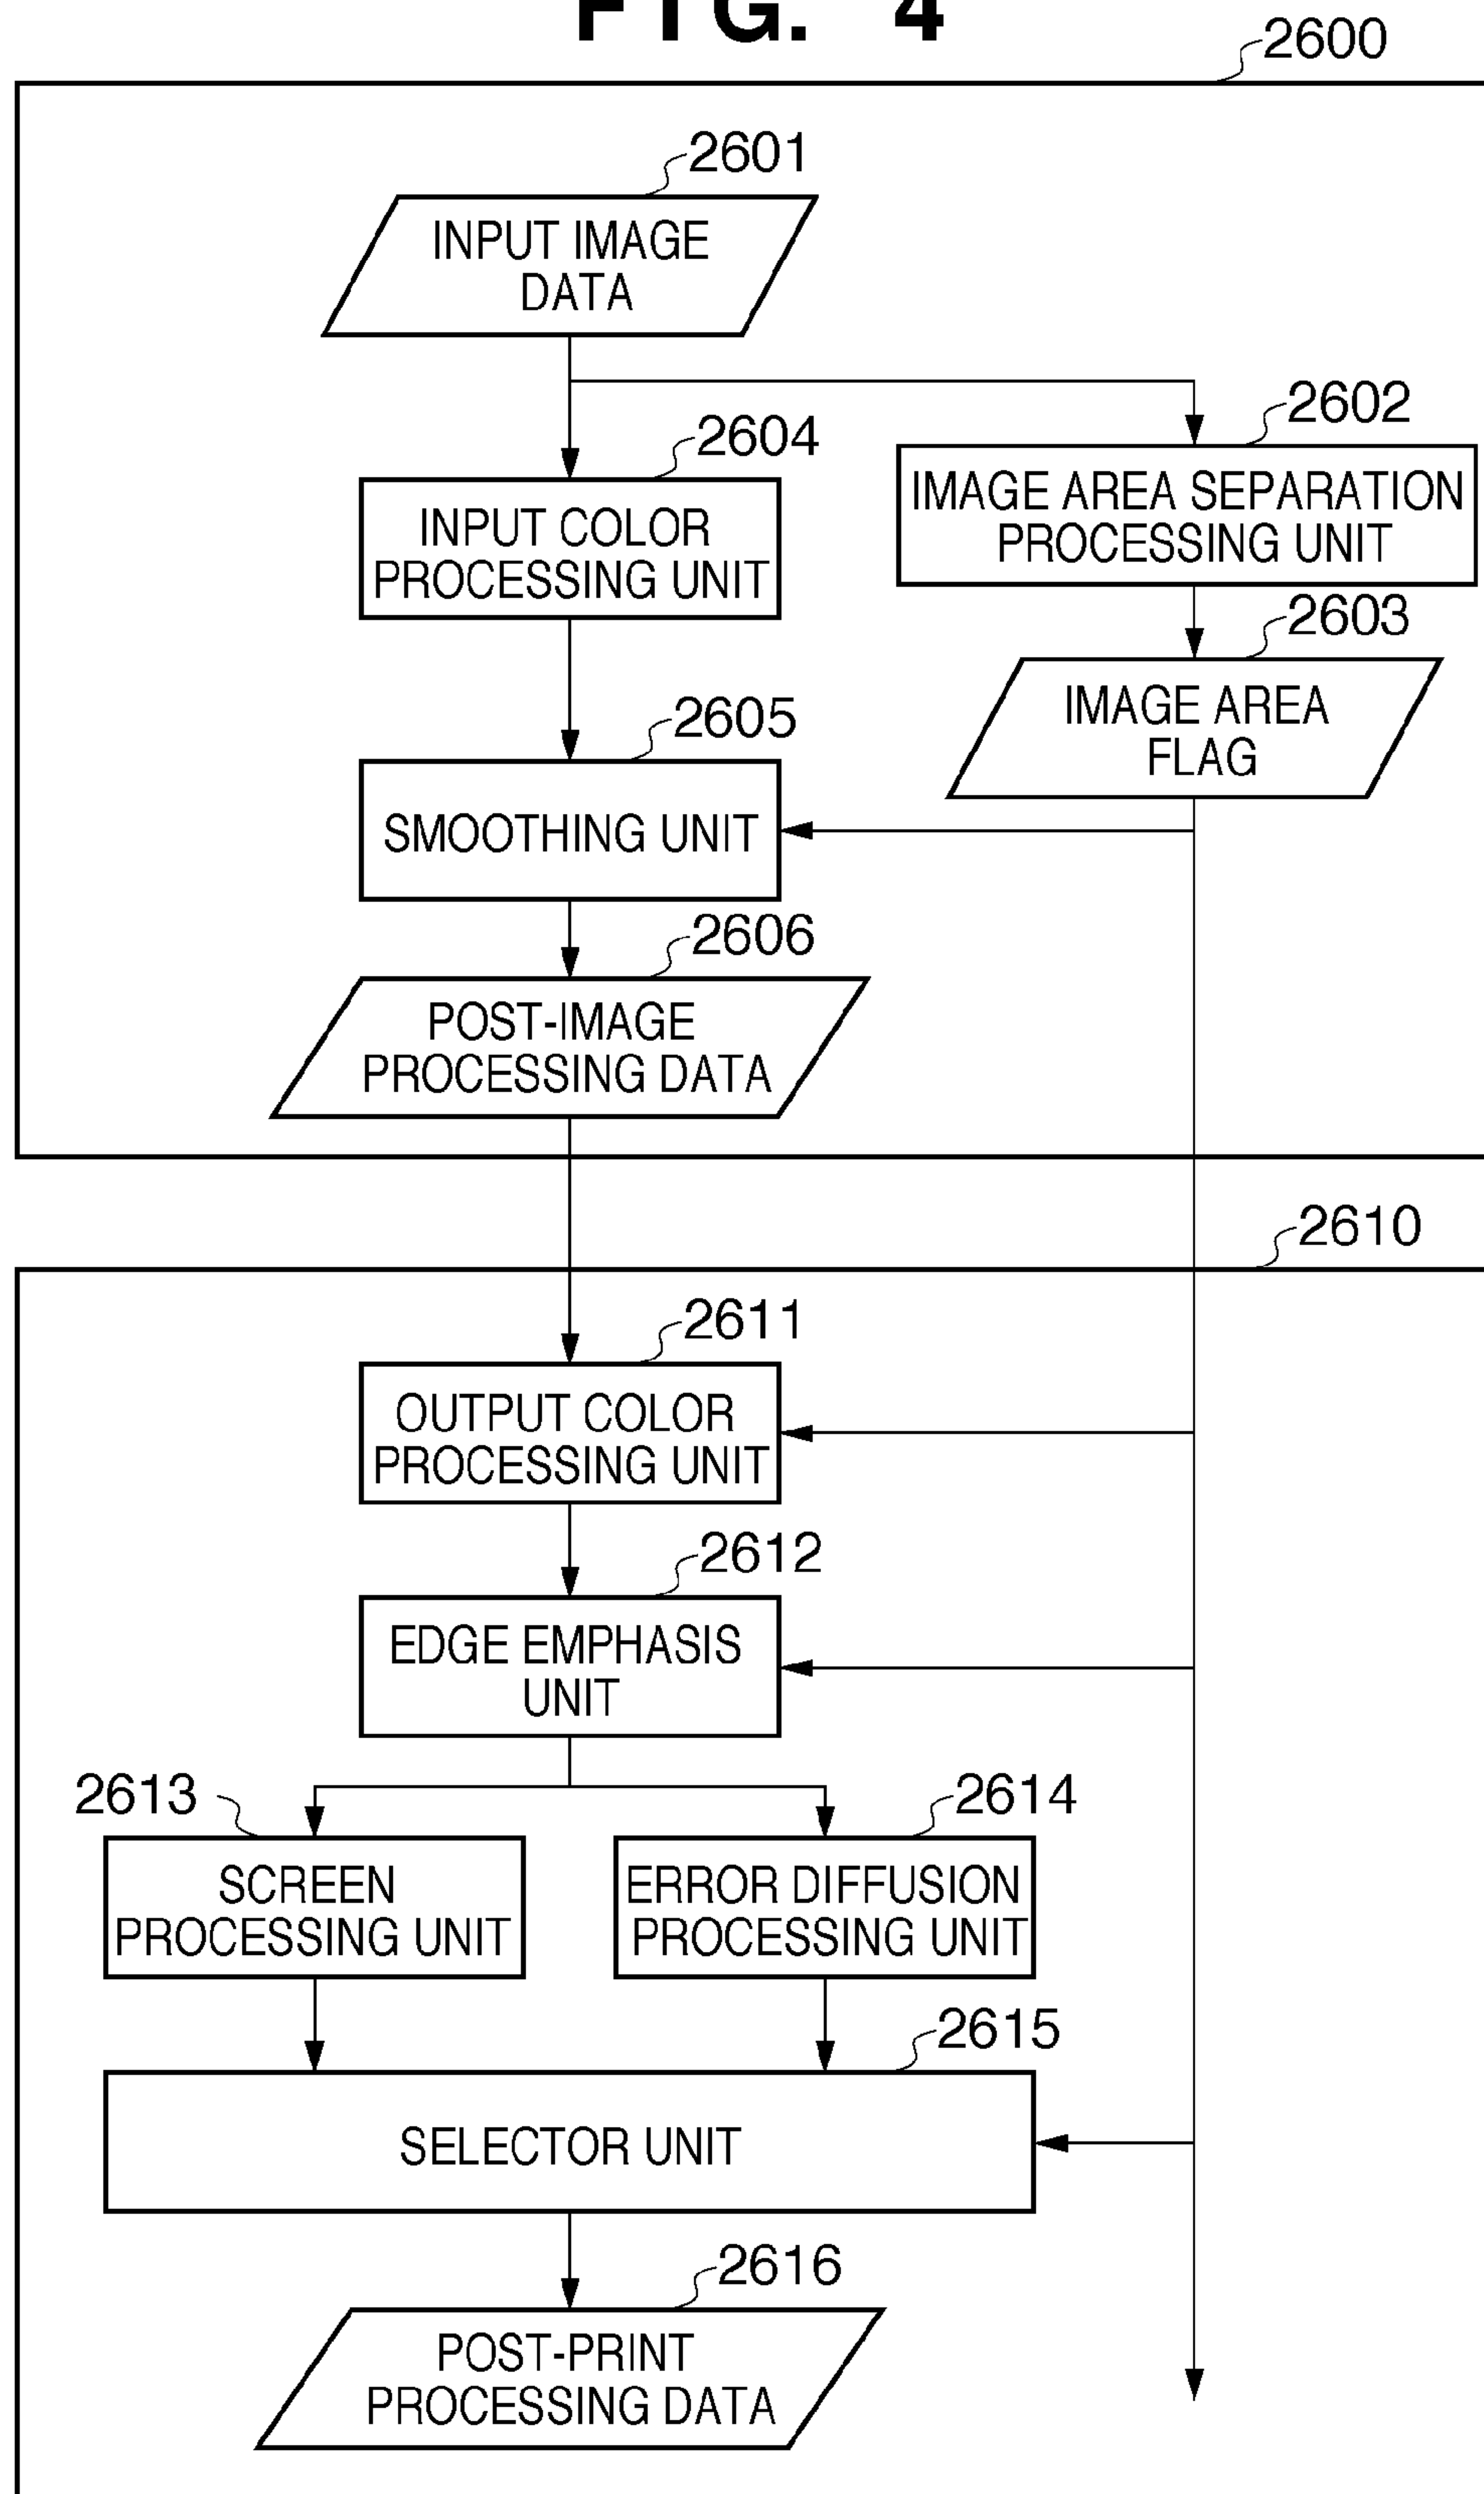 FIG. 4
2600
2601
INPUT IMAGE
DATA
2602
IMAGE AREA SEPARATION
PROCESSING UNIT
2604
INPUT COLOR
PROCESSING UNIT
2603
IMAGE AREA
FLAG
2605
SMOOTHING UNIT
2606
POST-IMAGE
PROCESSING DATA
2610
2611
OUTPUT COLOR
PROCESSING UNIT
2612
EDGE EMPHASIS
UNIT
2613
SCREEN
PROCESSING UNIT
2614
ERROR DIFFUSION
PROCESSING UNIT
2615
SELECTOR UNIT
2616
POST-PRINT
PROCESSING DATA